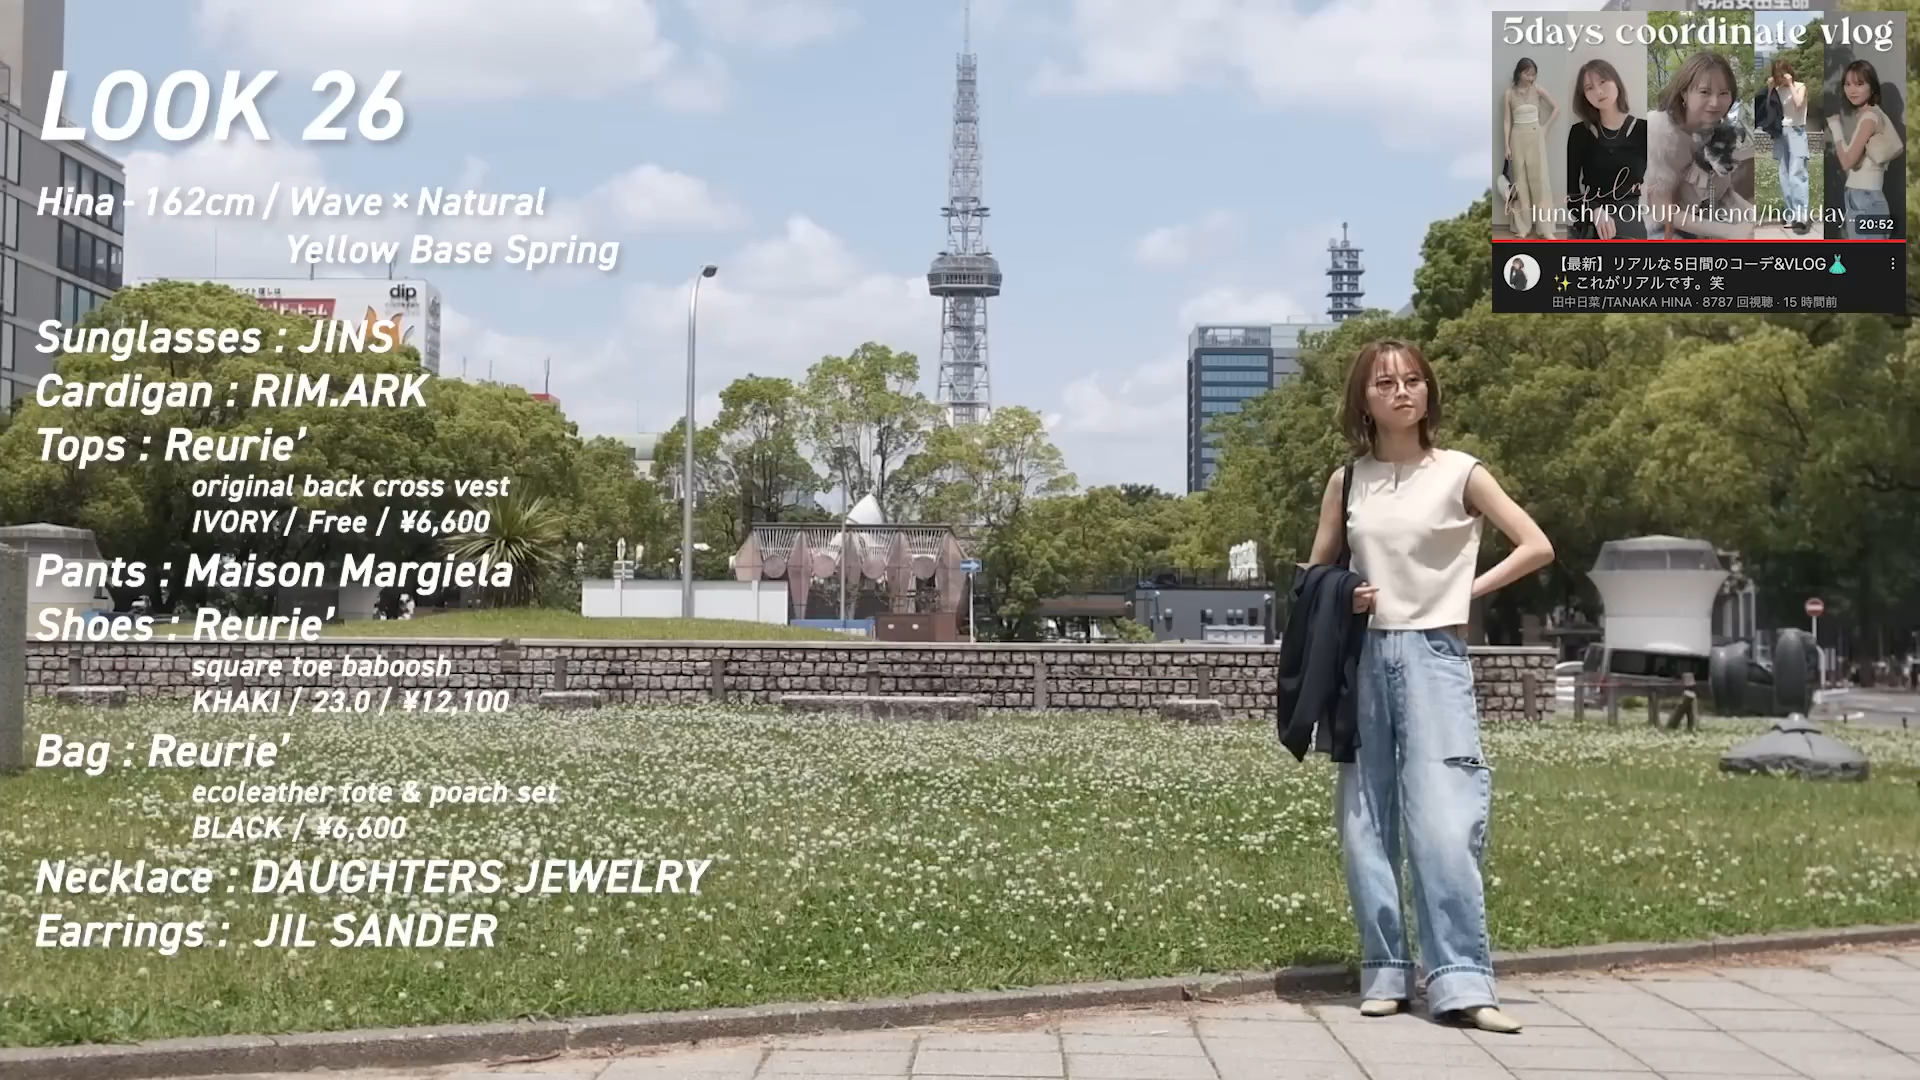 LOOK 26
Hina - 162cm / Wave × Natural
Yellow Base Spring
dip
Sunglasses : JINS
Cardigan : RIM.ARK
Tops : Reurie’
original back cross vest
IVORY / Free / ¥6,600
Pants : Maison Margiela
Shoes : Reurie’
square toe baboosh
KHAKI / 23.0 / ¥12,100
Bag : Reurie’
ecoleather tote & poach set
BLACK / ¥6,600
Necklace : DAUGHTERS JEWELRY
Earrings : JIL SANDER
5days coordinate vlog
lunch/POPUP/friend/holiday..
20:52
【最新】リアルな5日間のコーデ&VLOG👗
✨ これがリアルです。笑
田中日菜/TANAKA HINA · 8787 回視聴 · 15 時間前